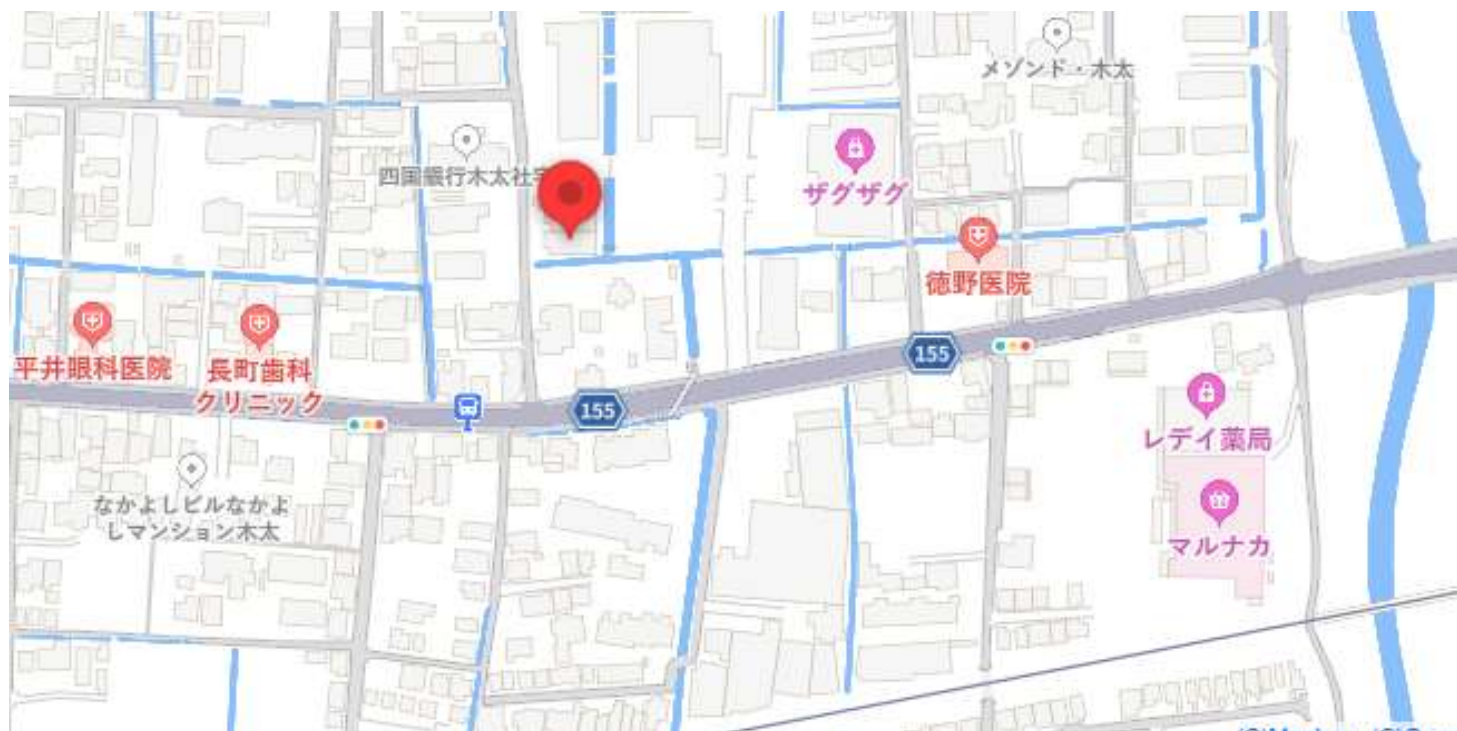 メゾンド・木太
四国銀行木太社宅
ザグザグ
徳野医院
平井眼科医院
長町歯科
クリニック
155
155
レデイ薬局
なかよしビルなかよ
しマンション木太
マルナカ